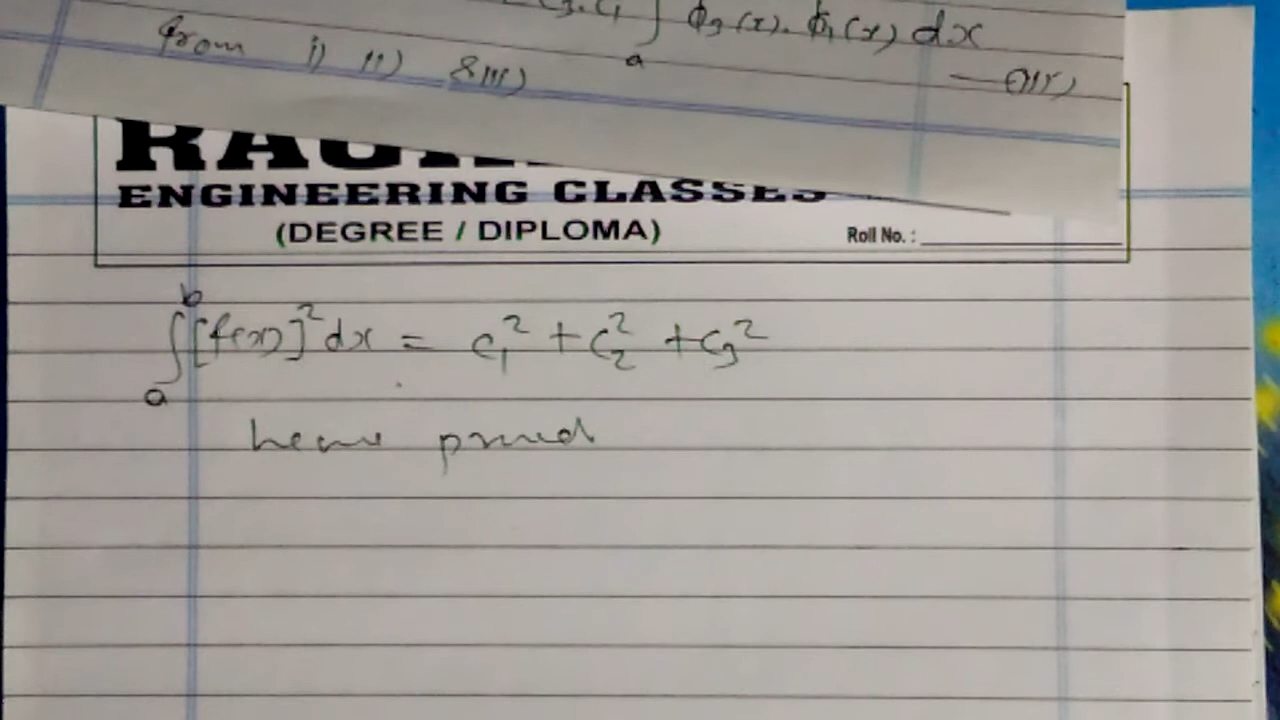 ∫ₐ ϕ₃(x). ϕ₁(x) dx
from i) ii) & iii)
ENGINEERING CLASSES
(DEGREE / DIPLOMA)
Roll No. :
∫ₐᵇ [f(x)]² dx = c₁² + c₂² + c₃²
hence proved